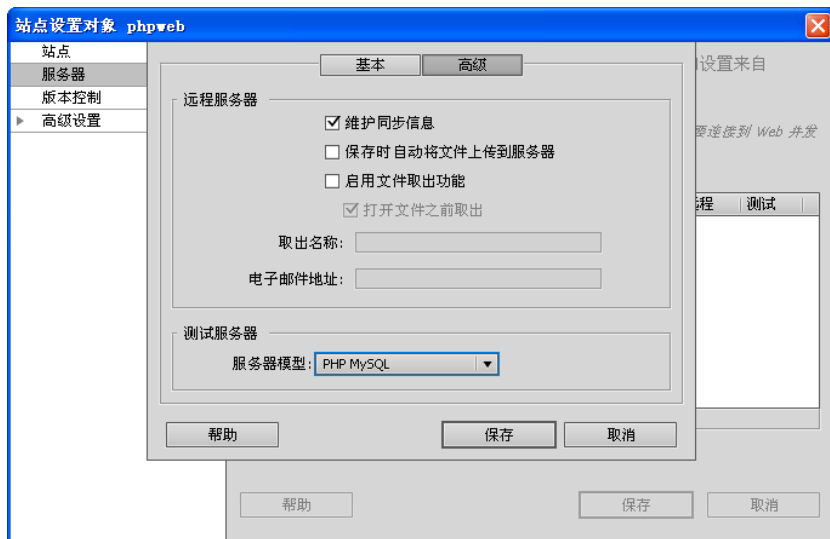 站点设置对象 phpweb
站点
服务器
版本控制
高级设置
基本
高级
设置来自
远程服务器
维护同步信息
保存时自动将文件上传到服务器
要连接到 Web 并发
启用文件取出功能
打开文件之前取出
程
测试
取出名称:
电子邮件地址:
测试服务器
服务器模型:
PHP MySQL
帮助
保存
取消
帮助
保存
取消